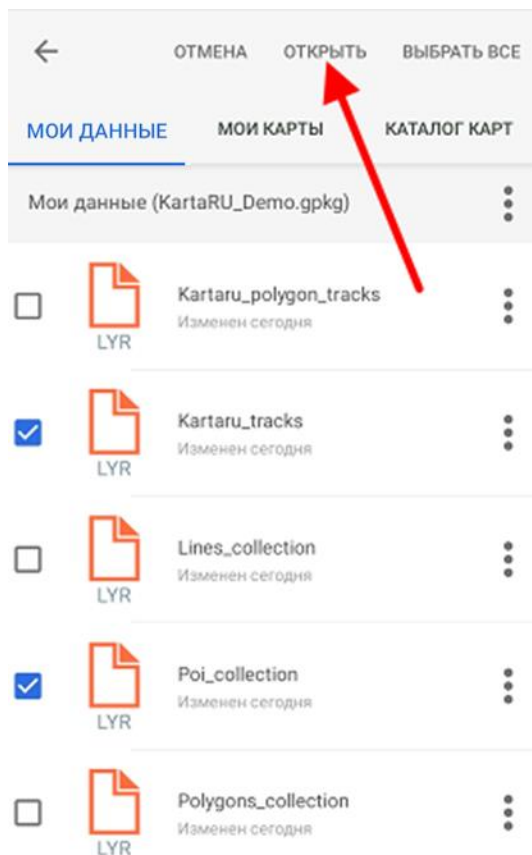 ОТМЕНА ОТКРЫТЬ ВЫБРАТЬ ВСЕ
МОИ ДАННЫЕ МОИ КАРТЫ КАТАЛОГ КАРТ
Мои данные (KartaRU_Demo.gpkg)
Kartaru_polygon_tracks
Изменен сегодня
LYR
Kartaru_tracks
Изменен сегодня
LYR
Lines_collection
Изменен сегодня
LYR
Poi_collection
Изменен сегодня
LYR
Polygons_collection
Изменен сегодня
LYR